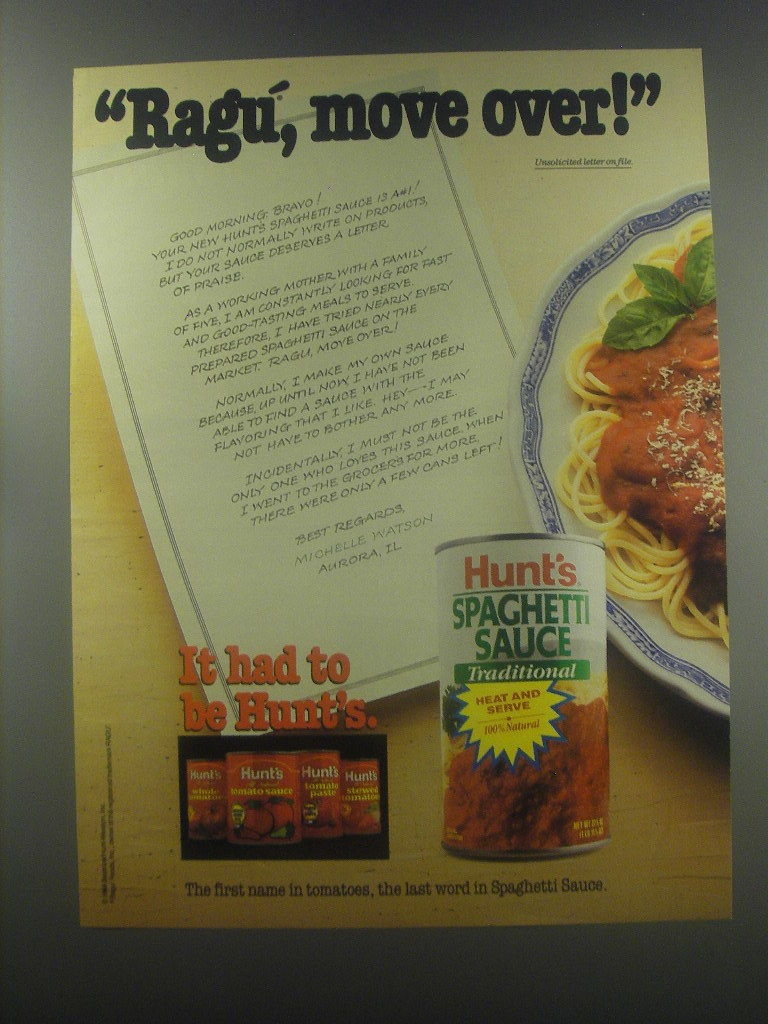 “Ragú, move over!”
Unsolicited letter on file.
GOOD MORNING: BRAVO!
YOUR NEW HUNT'S SPAGHETTI SAUCE IS A#1!
I DO NOT NORMALLY WRITE ON PRODUCTS,
BUT YOUR SAUCE DESERVES A LETTER
OF PRAISE.
AS A WORKING MOTHER WITH A FAMILY
OF FIVE, I AM CONSTANTLY LOOKING FOR FAST
AND GOOD-TASTING MEALS TO SERVE.
THEREFORE, I HAVE TRIED NEARLY EVERY
PREPARED SPAGHETTI SAUCE ON THE
MARKET. RAGU, MOVE OVER!
NORMALLY, I MAKE MY OWN SAUCE
BECAUSE, UP UNTIL NOW, I HAVE NOT BEEN
ABLE TO FIND A SAUCE WITH THE
FLAVORING THAT I LIKE. HEY--I MAY
NOT HAVE TO BOTHER ANY MORE.
INCIDENTALLY, I MUST NOT BE THE
ONLY ONE WHO LOVES THIS SAUCE. WHEN
I WENT TO THE GROCERS FOR MORE,
THERE WERE ONLY A FEW CANS LEFT!
BEST REGARDS,
MICHELLE WATSON
AURORA, IL
Hunt's
SPAGHETTI
SAUCE
Traditional
HEAT AND
SERVE
100% Natural
It had to
be Hunt's.
Hunt's
whole
Hunt's
tomato sauce
Hunt's
tomato
paste
Hunt's
stewed
tomatoes
The first name in tomatoes, the last word in Spaghetti Sauce.